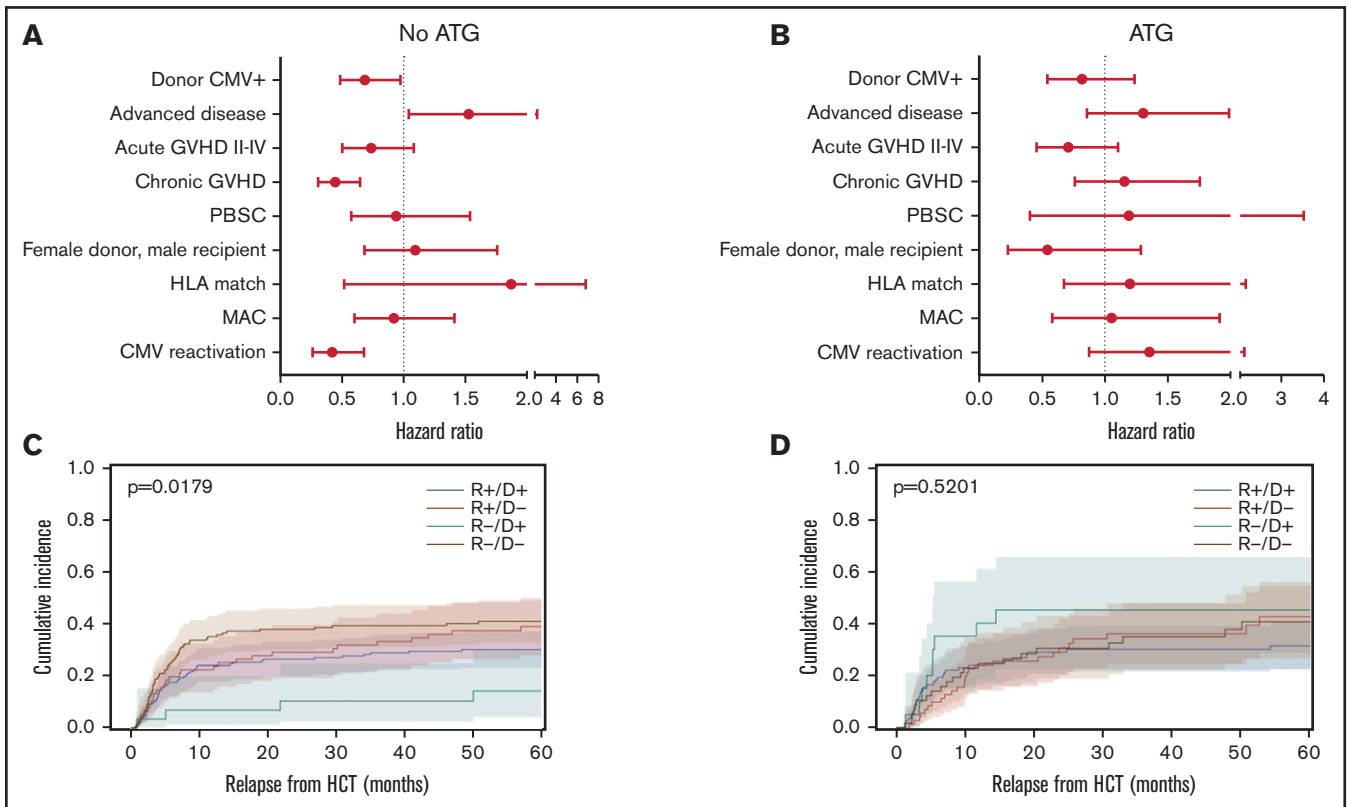 A
No ATG
Donor CMV+
Advanced disease
Acute GVHD II-IV
Chronic GVHD
PBSC
Female donor, male recipient
HLA match
MAC
CMV reactivation
0.0 0.5 1.0 1.5 2.0 4 6 8
Hazard ratio
B
ATG
Donor CMV+
Advanced disease
Acute GVHD II-IV
Chronic GVHD
PBSC
Female donor, male recipient
HLA match
MAC
CMV reactivation
0.0 0.5 1.0 1.5 2.0 3 4
Hazard ratio
C
p=0.0179
R+/D+
R+/D−
R−/D+
R−/D−
Cumulative incidence
1.0
0.8
0.6
0.4
0.2
0.0
0 10 20 30 40 50 60
Relapse from HCT (months)
D
p=0.5201
R+/D+
R+/D−
R−/D+
R−/D−
Cumulative incidence
1.0
0.8
0.6
0.4
0.2
0.0
0 10 20 30 40 50 60
Relapse from HCT (months)